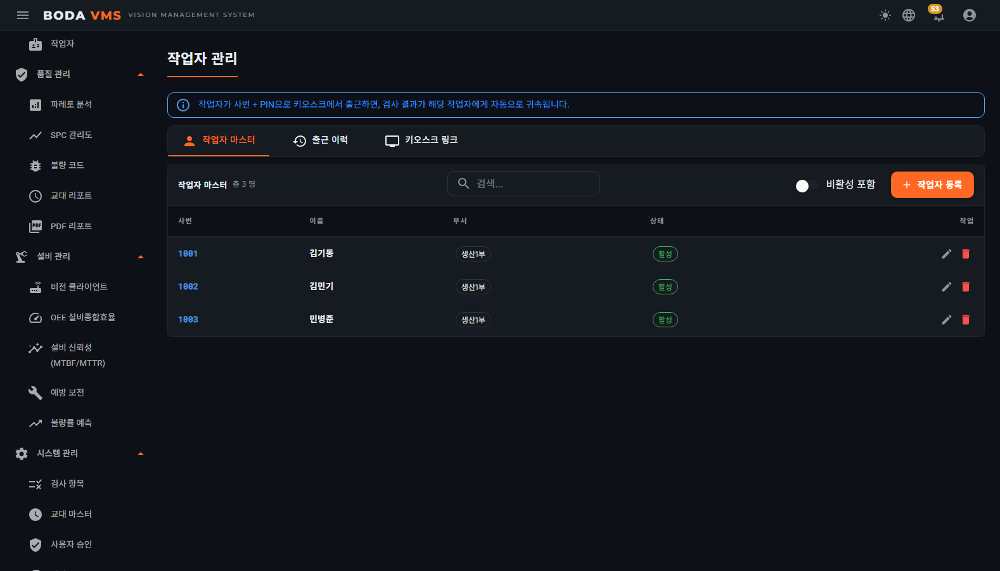 BODA VMS VISION MANAGEMENT SYSTEM
53
작업자
품질 관리
파레토 분석
SPC 관리도
불량 코드
교대 리포트
PDF
PDF 리포트
설비 관리
비전 클라이언트
OEE 설비종합효율
설비 신뢰성
(MTBF/MTTR)
예방 보전
불량률 예측
시스템 관리
검사 항목
교대 마스터
사용자 승인
작업자 관리
작업자가 사번 + PIN으로 키오스크에서 출근하면, 검사 결과가 해당 작업자에게 자동으로 귀속됩니다.
작업자 마스터 출근 이력 키오스크 링크
작업자 마스터 총 3 명 검색... 비활성 포함 + 작업자 등록
사번 이름 부서 상태 작업
1001 김기동 생산1부 활성
1002 김민기 생산1부 활성
1003 민병준 생산1부 활성